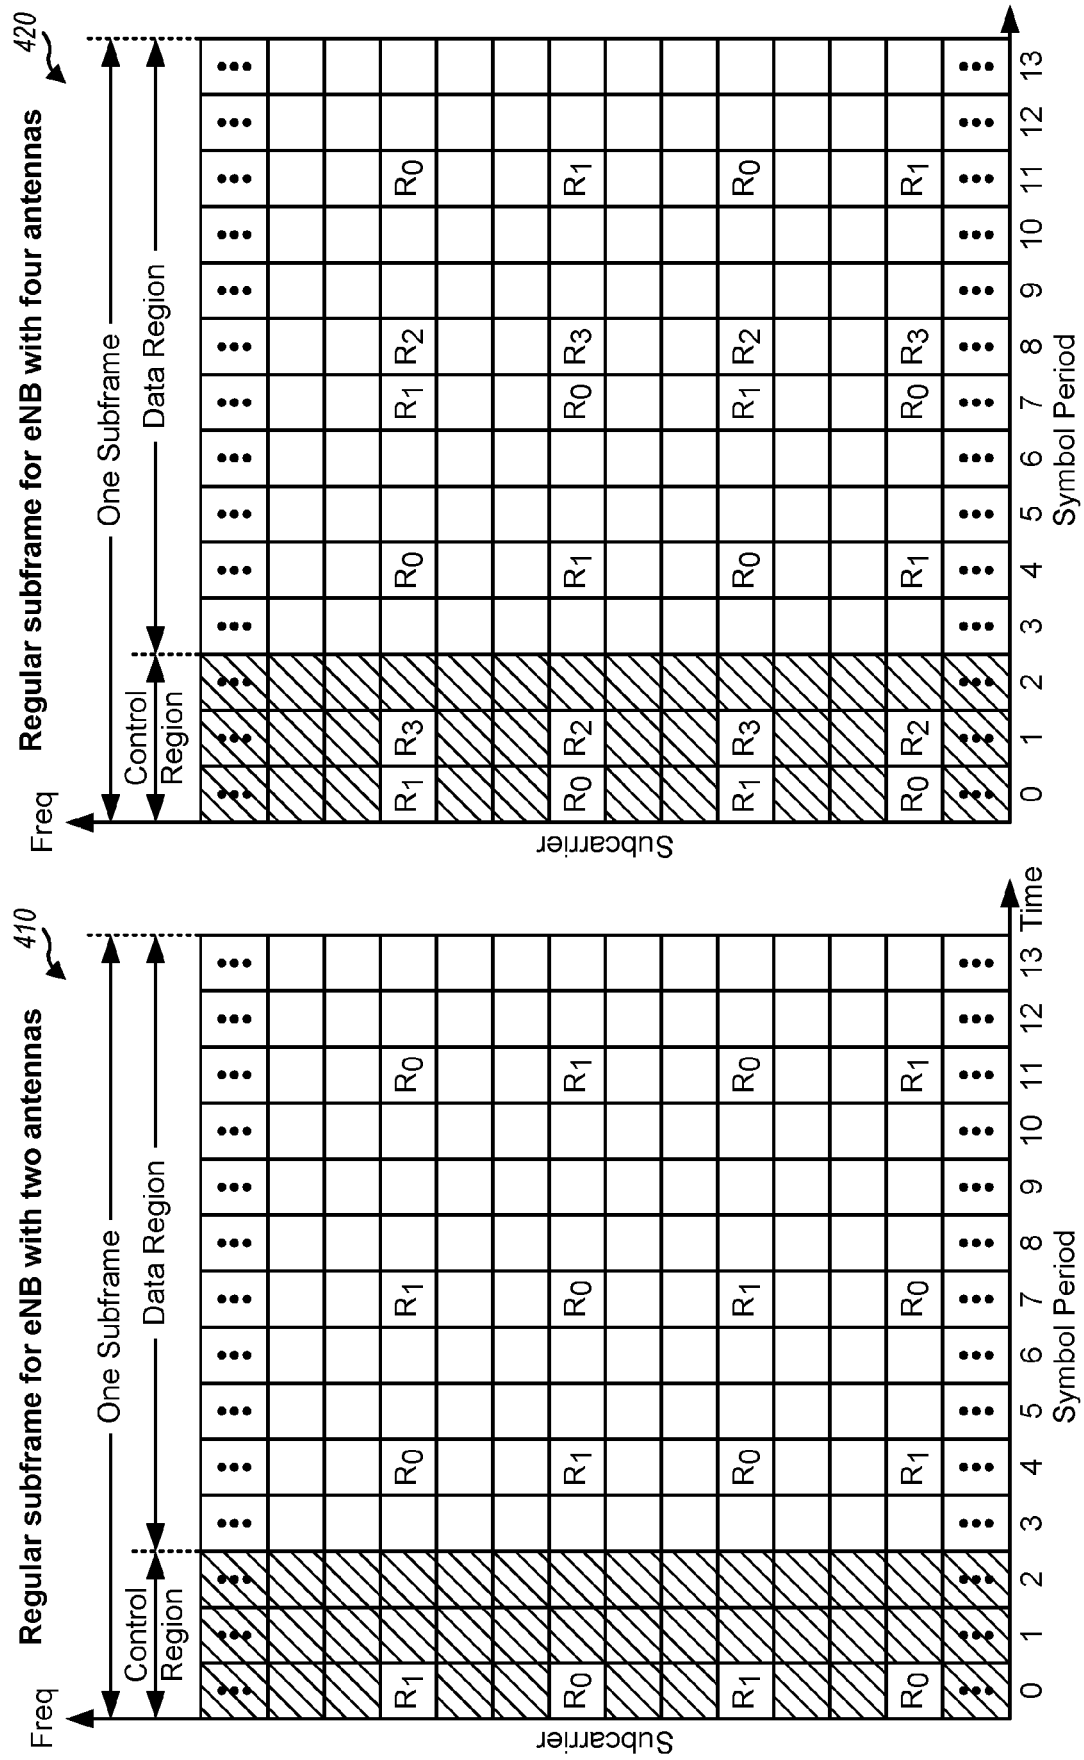 Regular subframe for eNB with two antennas
410
Freq
One Subframe
Control
Region
Data Region
Subcarrier
••• ••• ••• ••• ••• ••• ••• ••• ••• ••• ••• ••• ••• •••
R1 R0 R1 R0
R0 R1 R0 R1
R1 R0 R1 R0
R0 R1 R0 R1
••• ••• ••• ••• ••• ••• ••• ••• ••• ••• ••• ••• ••• •••
0 1 2 3 4 5 6 7 8 9 10 11 12 13
Time
Symbol Period
Regular subframe for eNB with four antennas
420
Freq
One Subframe
Control
Region
Data Region
Subcarrier
••• ••• ••• ••• ••• ••• ••• ••• ••• ••• ••• ••• ••• •••
R1 R3 R0 R1 R2 R0
R0 R2 R1 R0 R3 R1
R1 R3 R0 R1 R2 R0
R0 R2 R1 R0 R3 R1
••• ••• ••• ••• ••• ••• ••• ••• ••• ••• ••• ••• ••• •••
0 1 2 3 4 5 6 7 8 9 10 11 12 13
Symbol Period